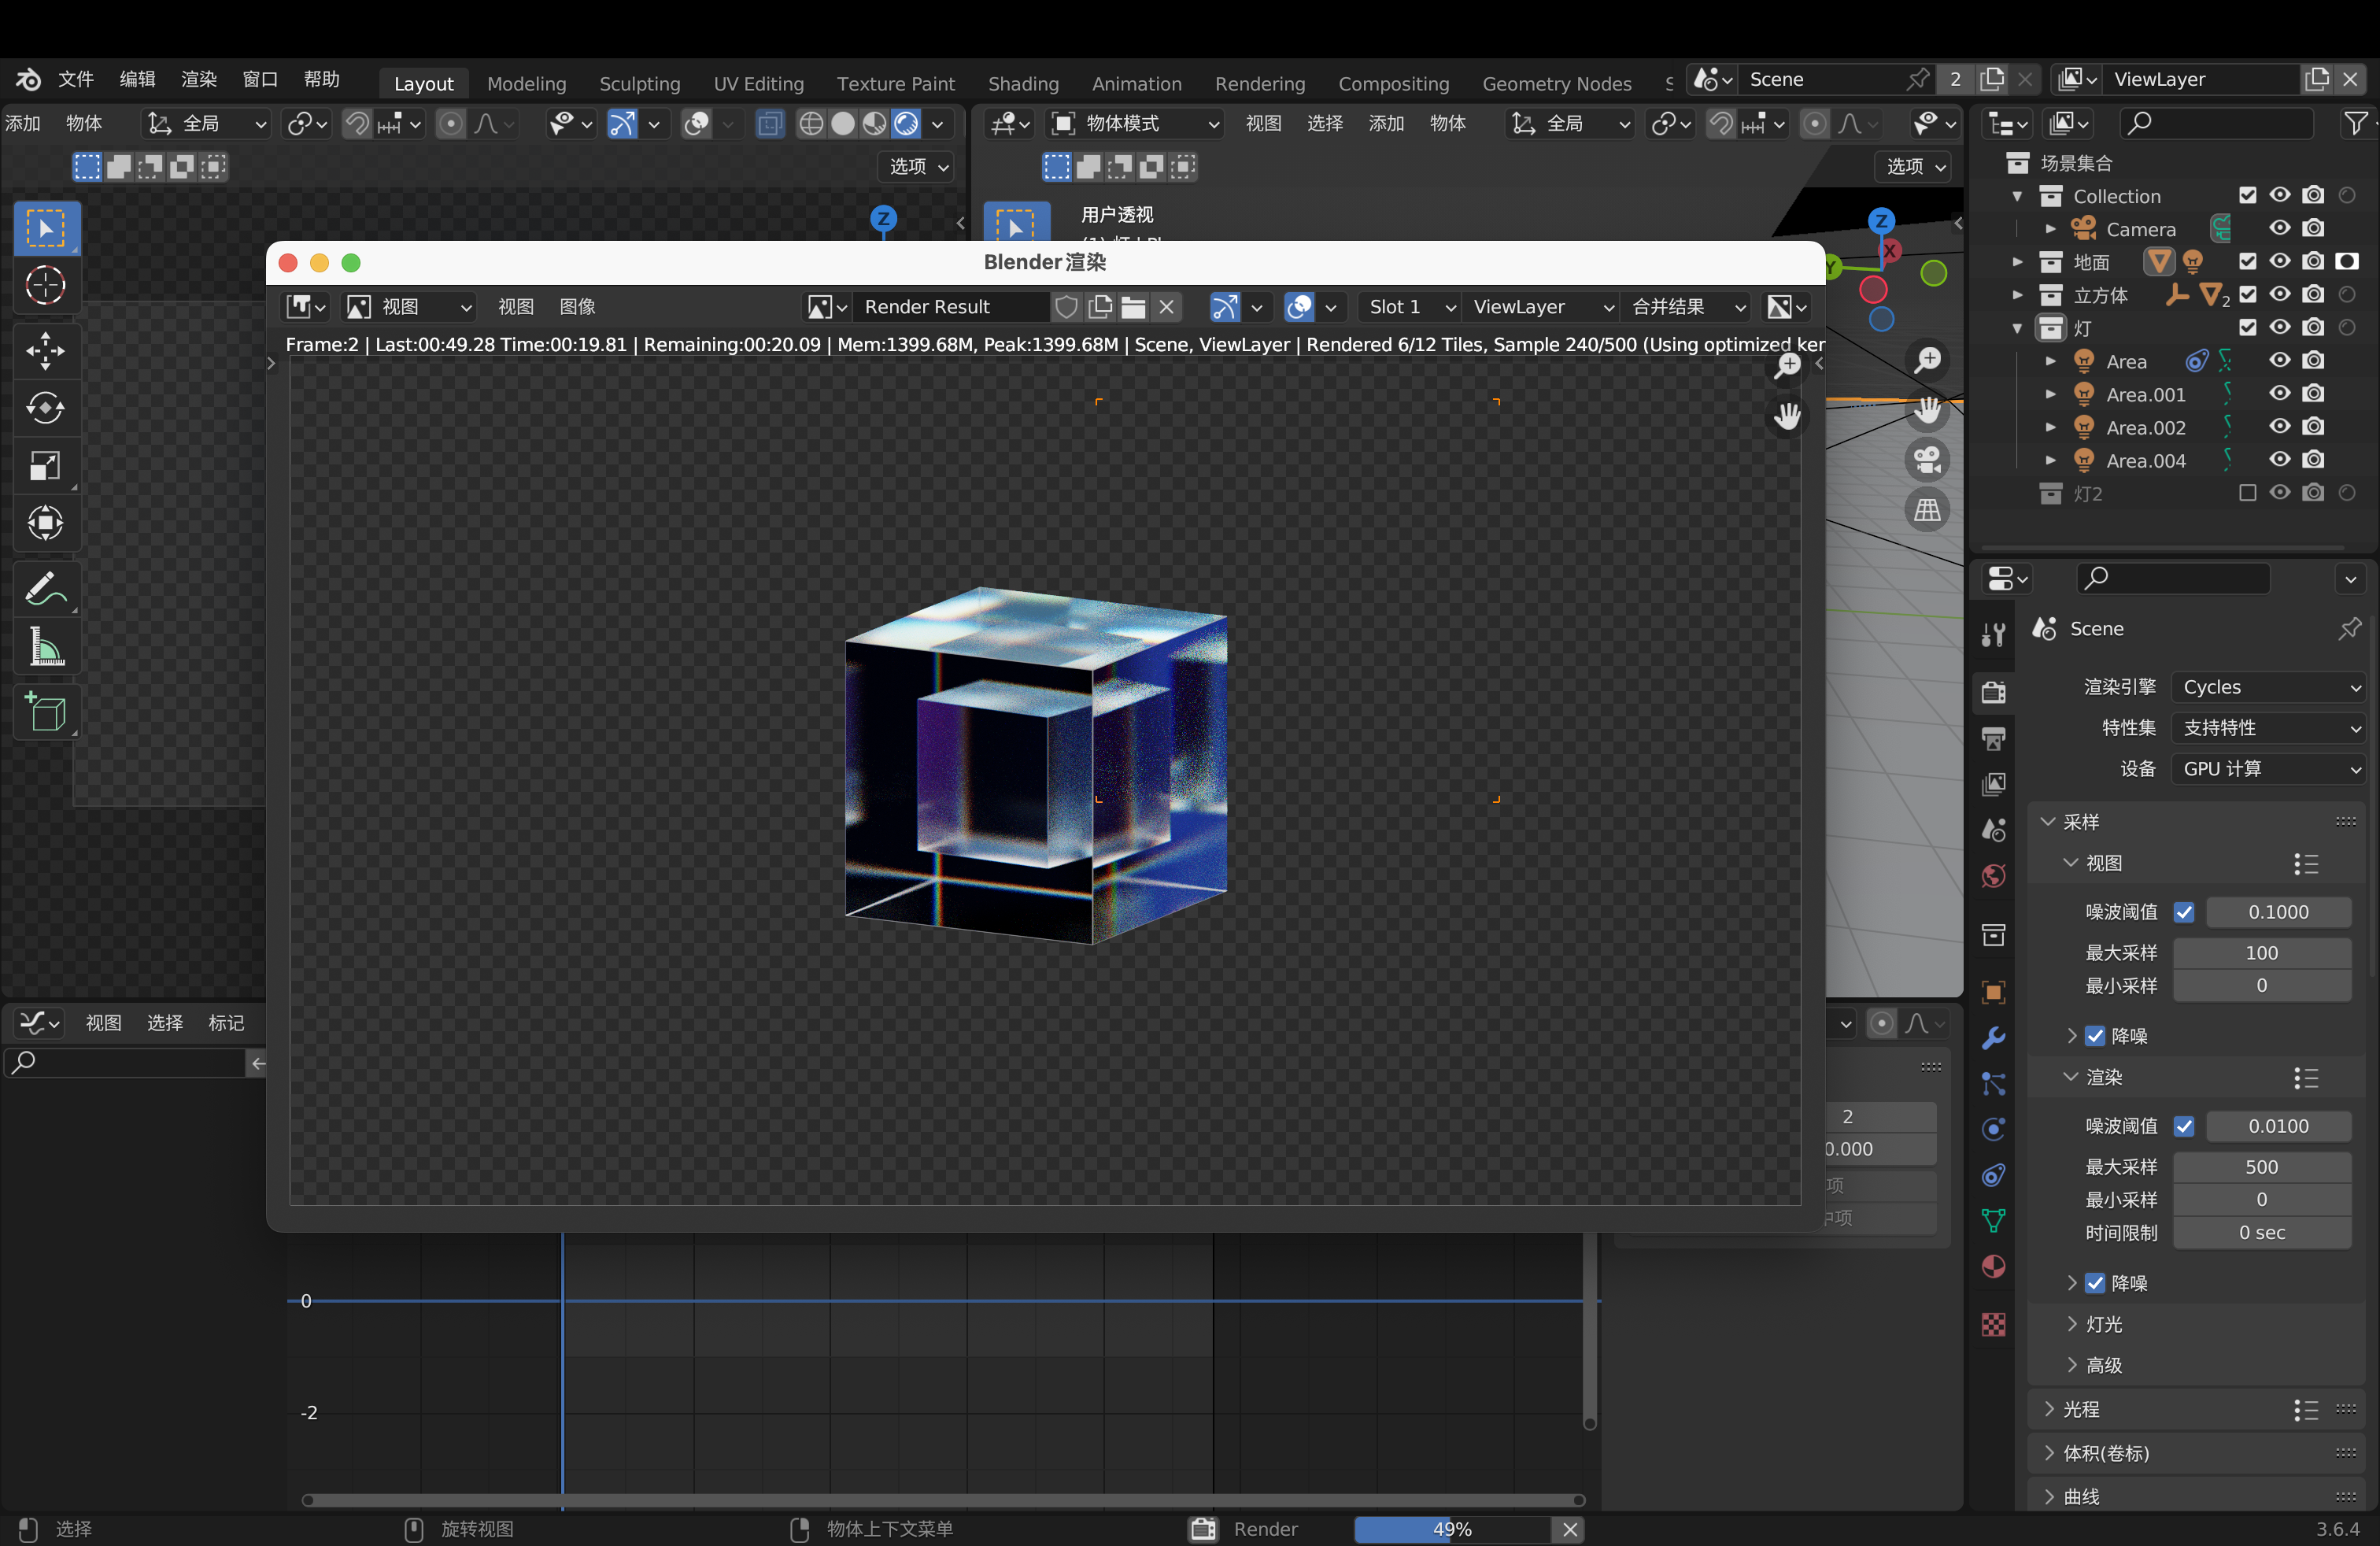 文件 编辑 渲染 窗口 帮助 Layout Modeling Sculpting UV Editing Texture Paint Shading Animation Rendering Compositing Geometry Nodes Scene 2 ViewLayer
添加 物体 全局 物体模式 视图 选择 添加 物体 全局
选项 选项
用户透视
Z Z X Y
Blender渲染
视图 视图 图像 Render Result Slot 1 ViewLayer 合并结果
Frame:2 | Last:00:49.28 Time:00:19.81 | Remaining:00:20.09 | Mem:1399.68M, Peak:1399.68M | Scene, ViewLayer | Rendered 6/12 Tiles, Sample 240/500 (Using optimized ker
场景集合
Collection
Camera
地面
立方体 2
灯
Area
Area.001
Area.002
Area.004
灯2
Scene
渲染引擎 Cycles
特性集 支持特性
设备 GPU 计算
采样
视图
噪波阈值 0.1000
最大采样 100
最小采样 0
降噪
渲染
噪波阈值 0.0100
最大采样 500
最小采样 0
时间限制 0 sec
降噪
灯光
高级
光程
体积(卷标)
曲线
视图 选择 标记
2
0.000
项
中项
0
-2
选择 旋转视图 物体上下文菜单 Render 49% 3.6.4